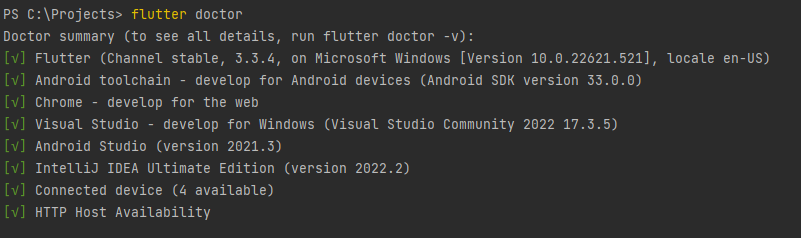 PS C:\Projects> flutter doctor
Doctor summary (to see all details, run flutter doctor -v):
[√] Flutter (Channel stable, 3.3.4, on Microsoft Windows [Version 10.0.22621.521], locale en-US)
[√] Android toolchain - develop for Android devices (Android SDK version 33.0.0)
[√] Chrome - develop for the web
[√] Visual Studio - develop for Windows (Visual Studio Community 2022 17.3.5)
[√] Android Studio (version 2021.3)
[√] IntelliJ IDEA Ultimate Edition (version 2022.2)
[√] Connected device (4 available)
[√] HTTP Host Availability